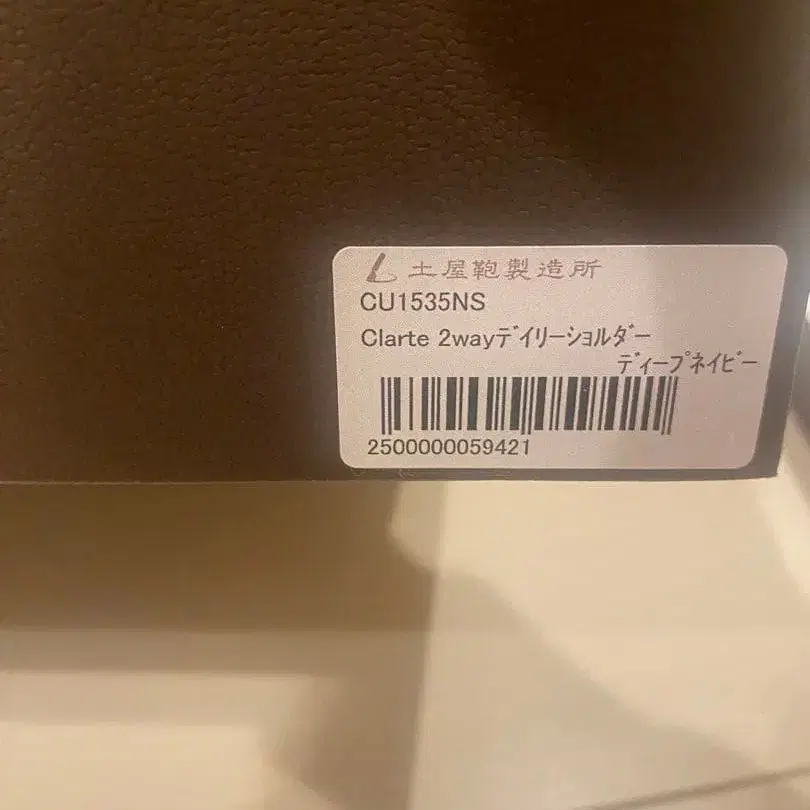 土屋鞄製造所
CU1535NS
Clarte 2wayﾃﾞｲﾘｰｼｮﾙﾀﾞｰ
ﾃﾞｨｰﾌﾟﾈｲﾋﾞｰ
2500000059421